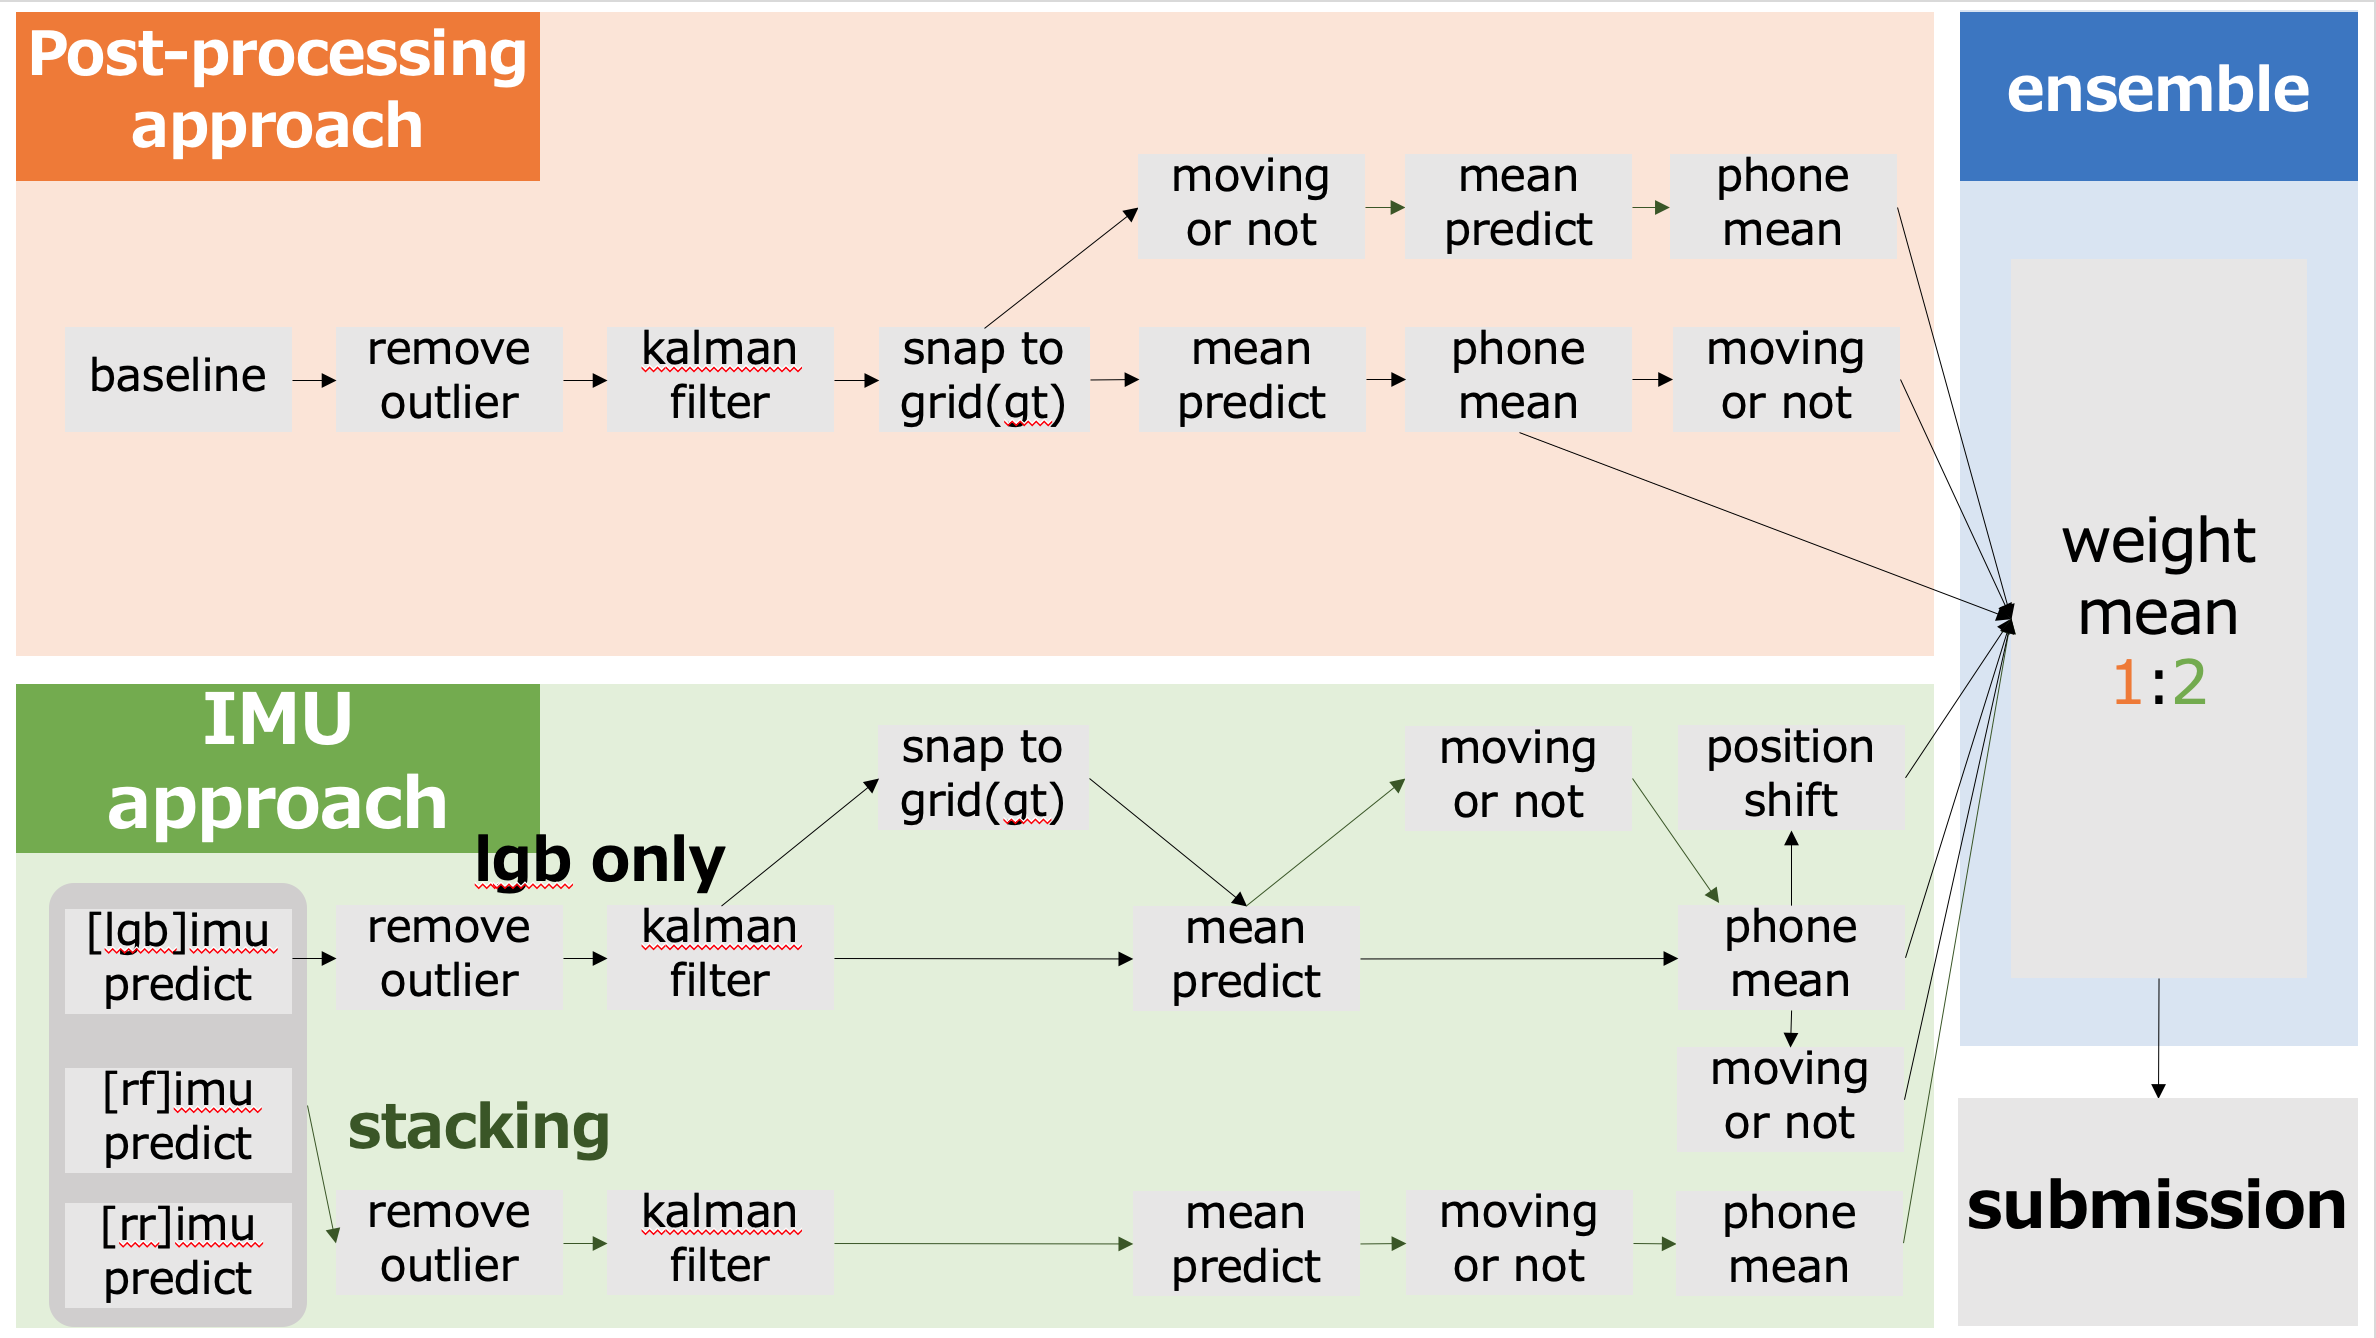 Post-processing
approach
ensemble
moving
or not
mean
predict
phone
mean
baseline
remove
outlier
kalman
filter
snap to
grid(gt)
mean
predict
phone
mean
moving
or not
weight
mean
1:2
IMU
approach
lgb only
snap to
grid(gt)
moving
or not
position
shift
[lgb]imu
predict
remove
outlier
kalman
filter
mean
predict
phone
mean
moving
or not
[rf]imu
predict
stacking
[rr]imu
predict
remove
outlier
kalman
filter
mean
predict
moving
or not
phone
mean
submission